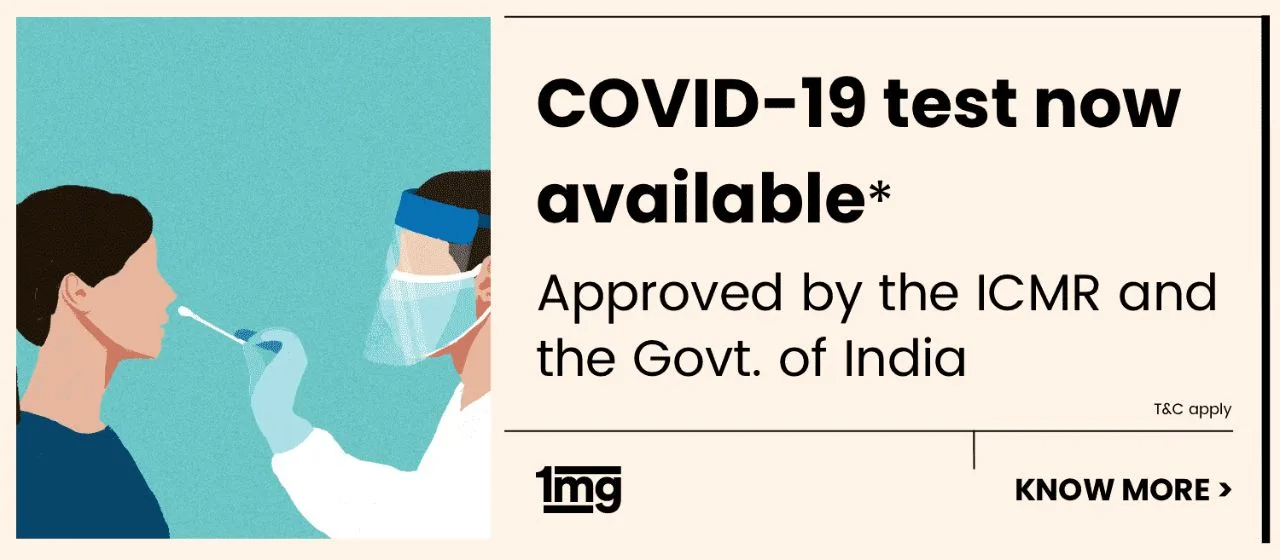 COVID-19 test now
available*
Approved by the ICMR and
the Govt. of India
T&C apply
1mg
KNOW MORE >